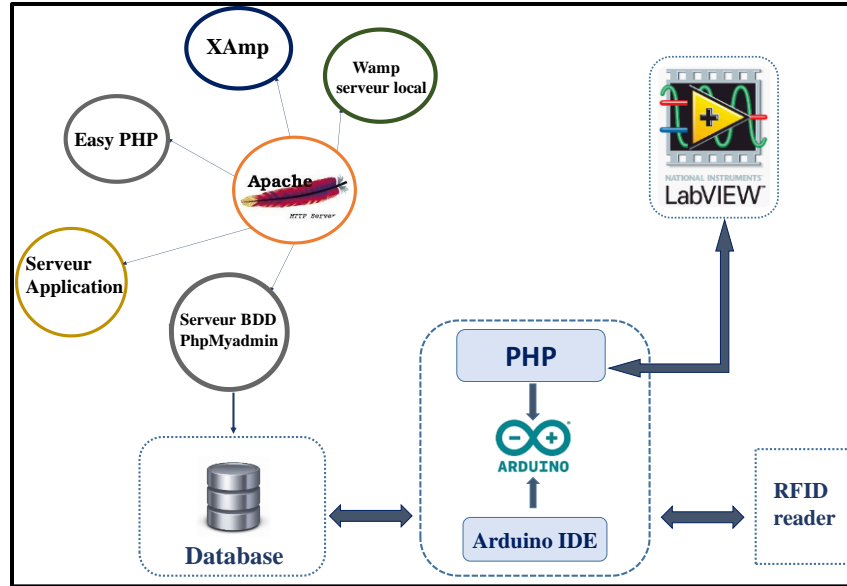 XAmp
Wamp
serveur local
Easy PHP
Apache
HTTP Server
Serveur
Application
Serveur BDD
PhpMyadmin
NATIONAL INSTRUMENTS
LabVIEW™
PHP
ARDUINO
Arduino IDE
Database
RFID
reader